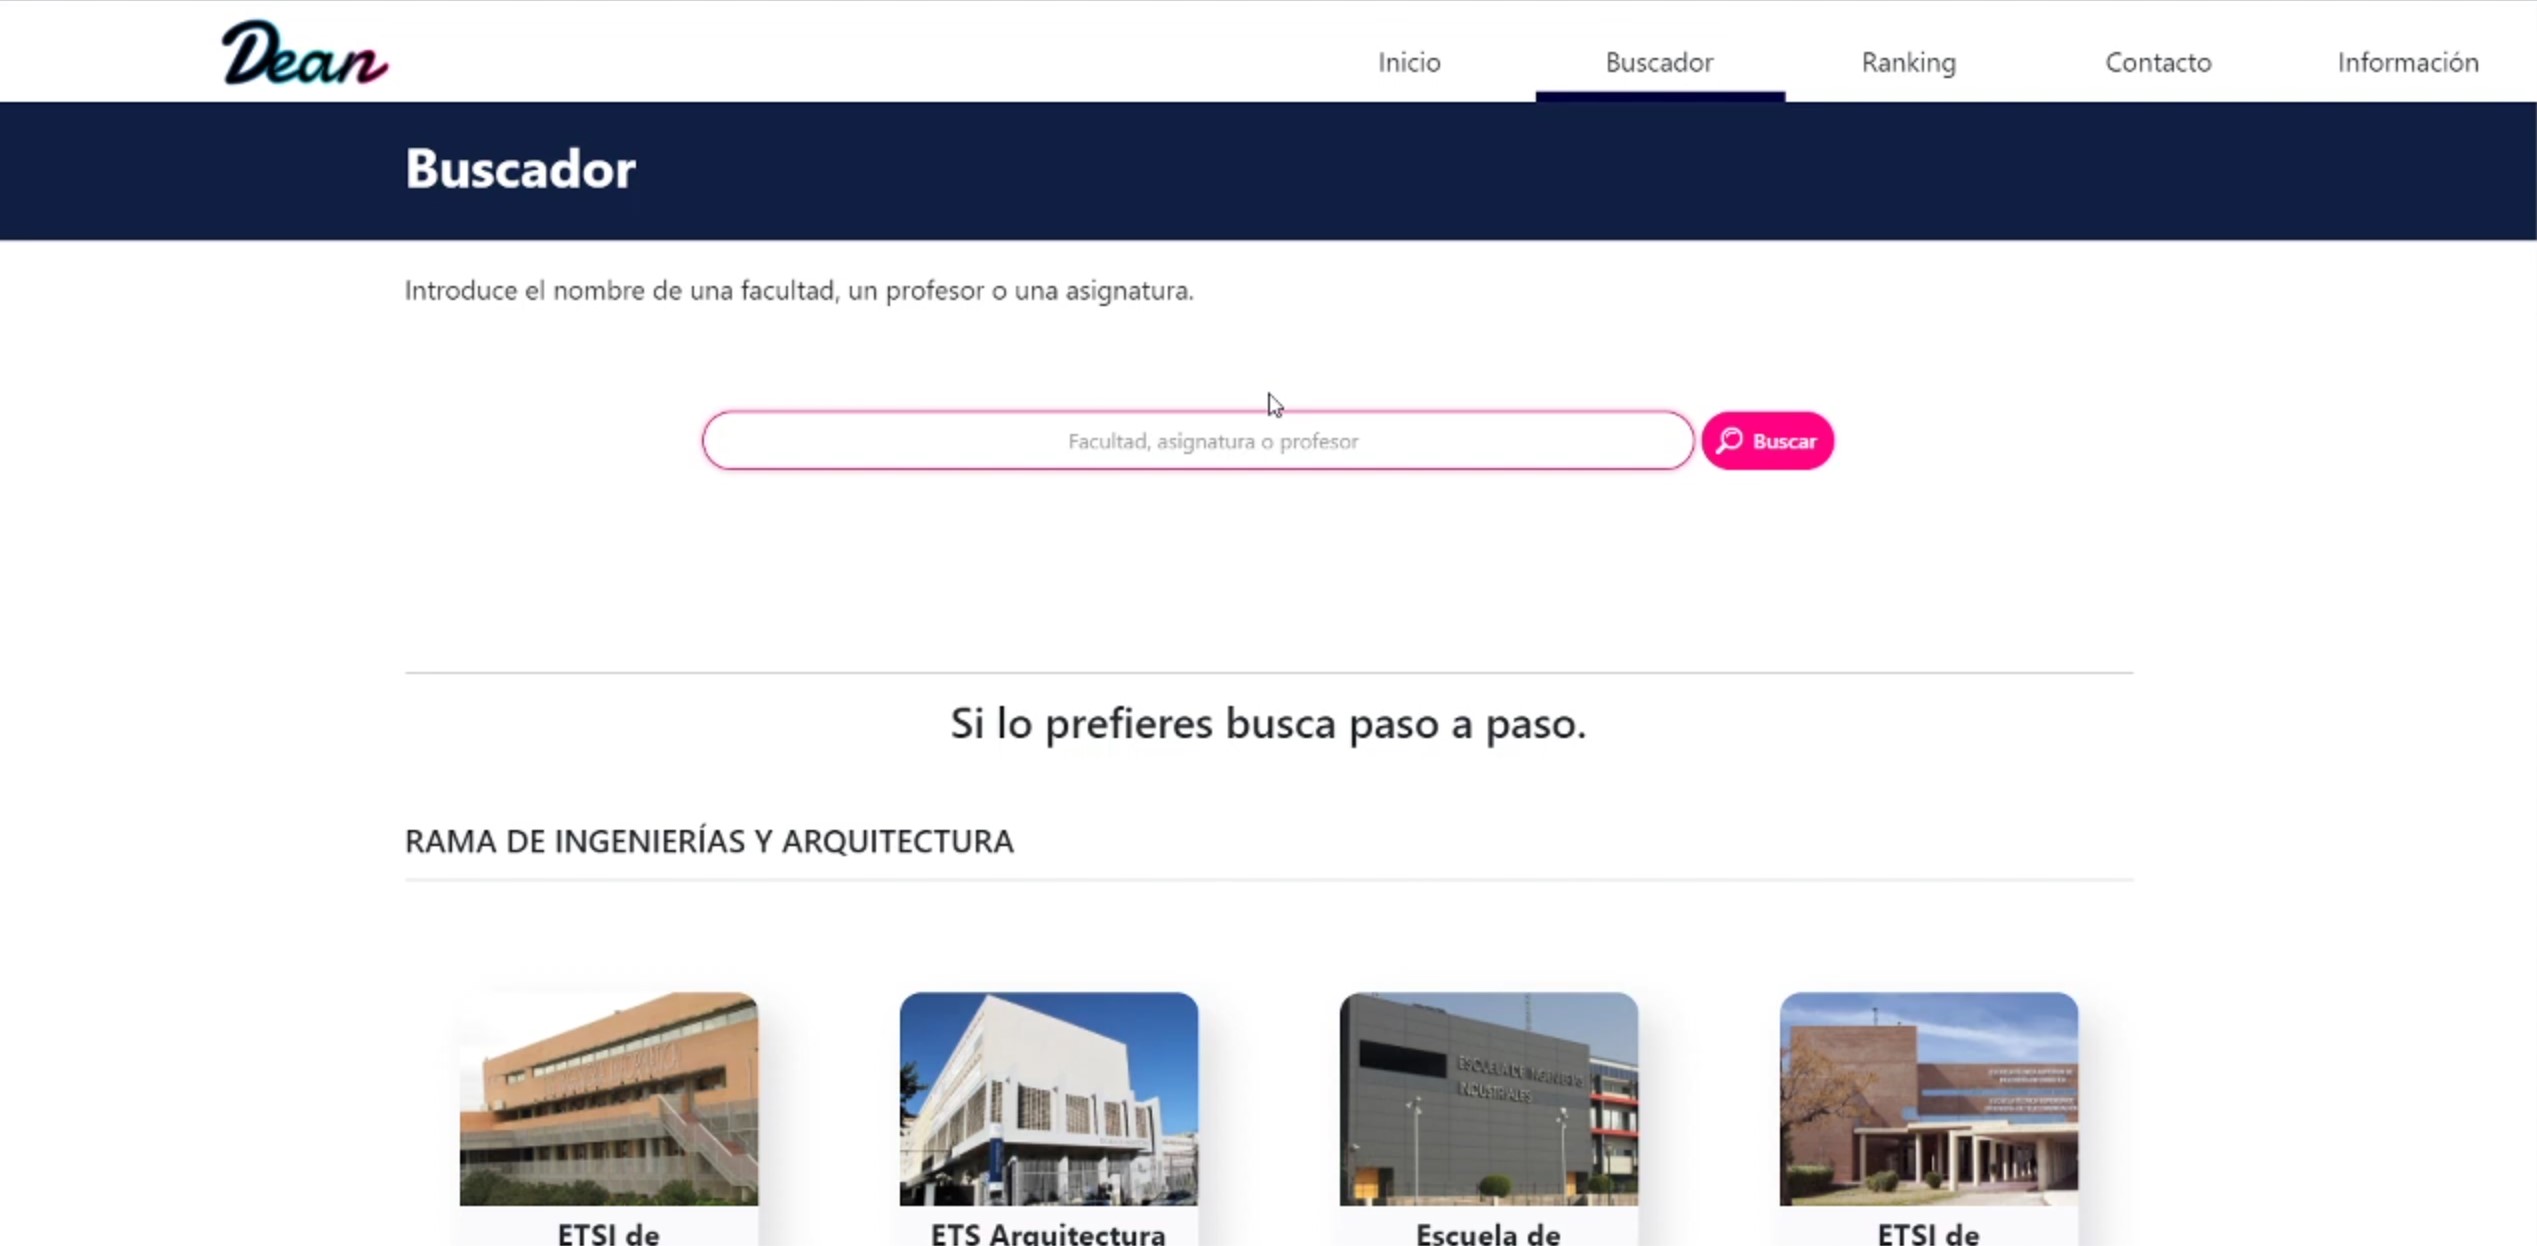 Dean
Inicio
Buscador
Ranking
Contacto
Información
Buscador
Introduce el nombre de una facultad, un profesor o una asignatura.
Facultad, asignatura o profesor
Buscar
Si lo prefieres busca paso a paso.
RAMA DE INGENIERÍAS Y ARQUITECTURA
ESCUELA DE INGENIERÍAS
INDUSTRIALES
ETSI de
ETS Arquitectura
Escuela de
ETSI de